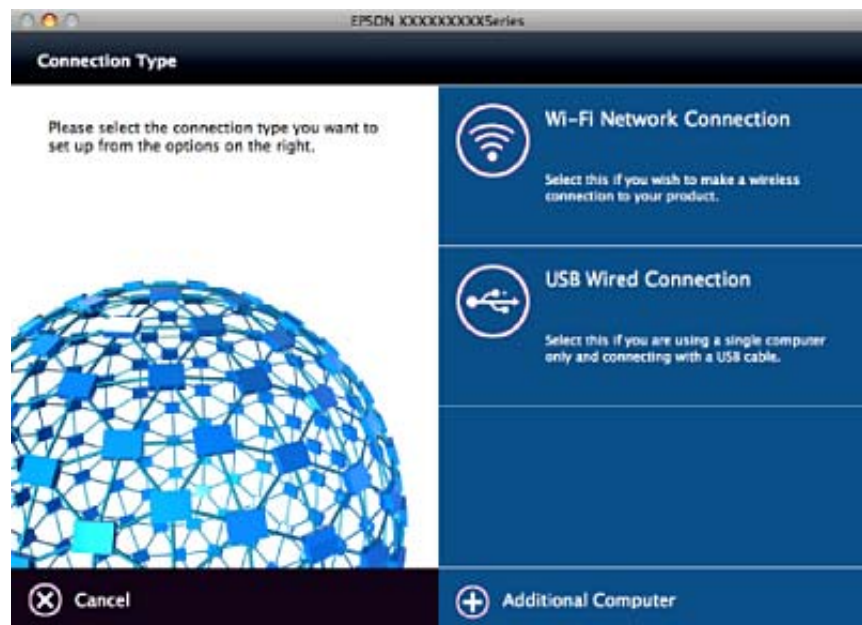 EPSON XXXXXXXXXSeries
Connection Type
Please select the connection type you want to
set up from the options on the right.
Wi-Fi Network Connection
Select this if you wish to make a wireless
connection to your product.
USB Wired Connection
Select this if you are using a single computer
only and connecting with a USB cable.
Cancel
Additional Computer